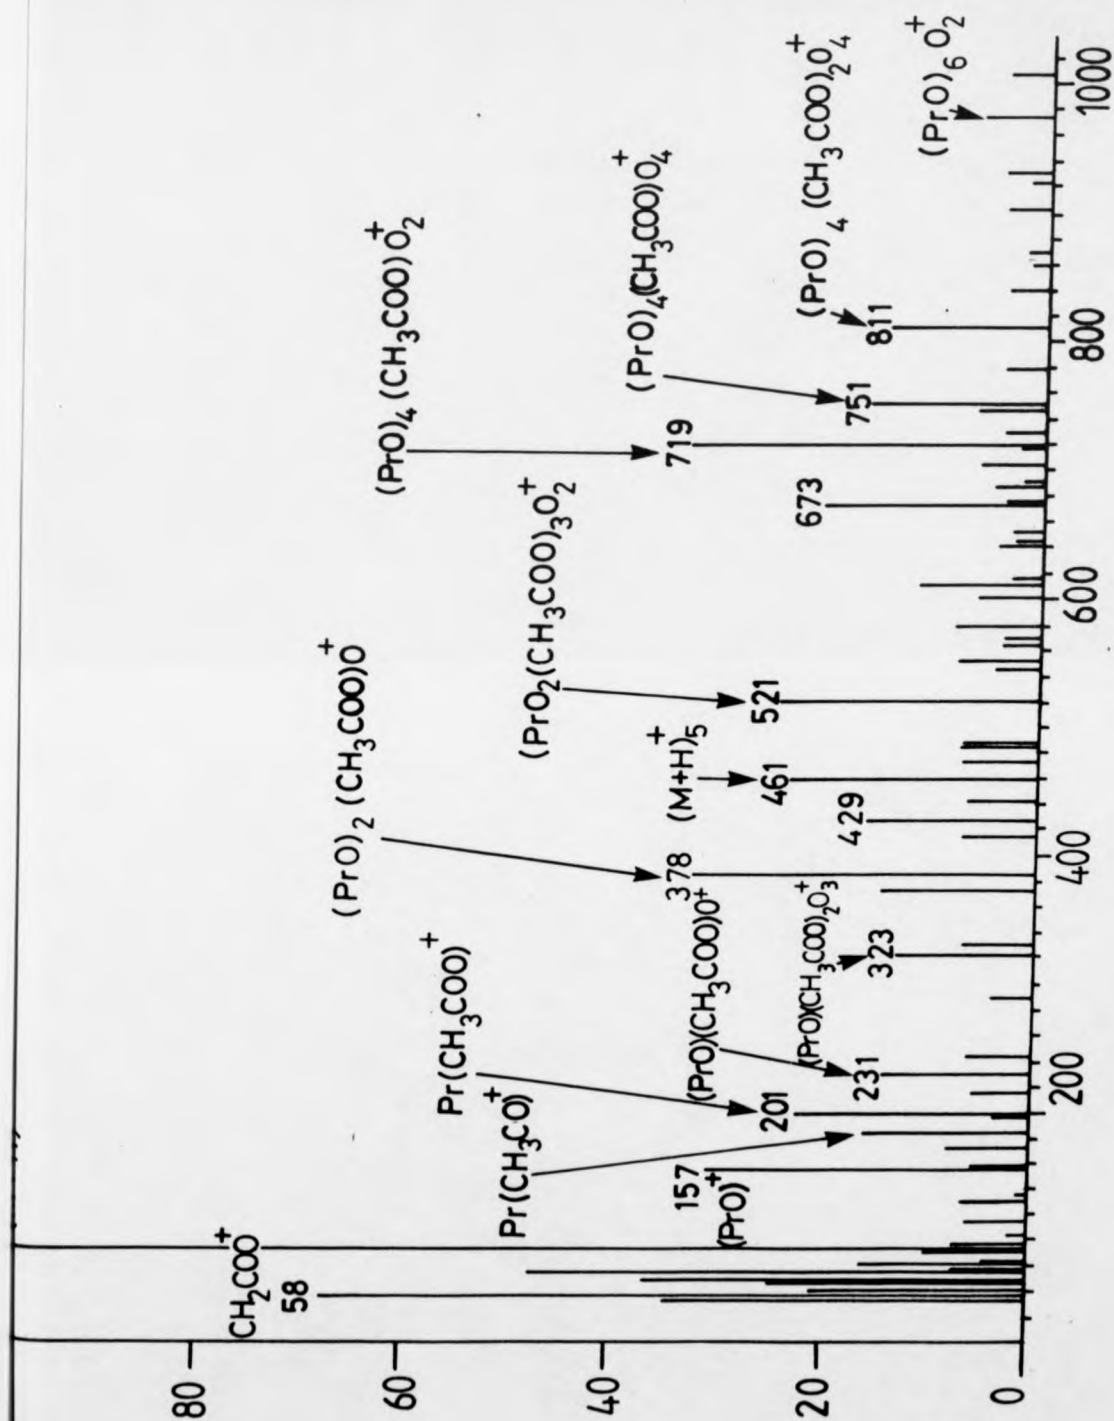 CH₂COO⁺
58
157
(PrO)⁺
Pr(CH₃CO⁺)
Pr(CH₃COO)⁺
201
(PrO)(CH₃COO)O⁺
231
(PrO)(CH₃COO)₂O₃⁺
323
(PrO)₂(CH₃COO)O⁺
378
429
(M+H)₅⁺
461
(PrO₂(CH₃COO)₃O₂⁺
521
673
(PrO)₄(CH₃COO)O₂⁺
719
(PrO)₄(CH₃COO)O₄⁺
751
(PrO)₄(CH₃COO)₂O₄⁺
811
(PrO)₆O₂⁺
80
60
40
20
0
200
400
600
800
1000